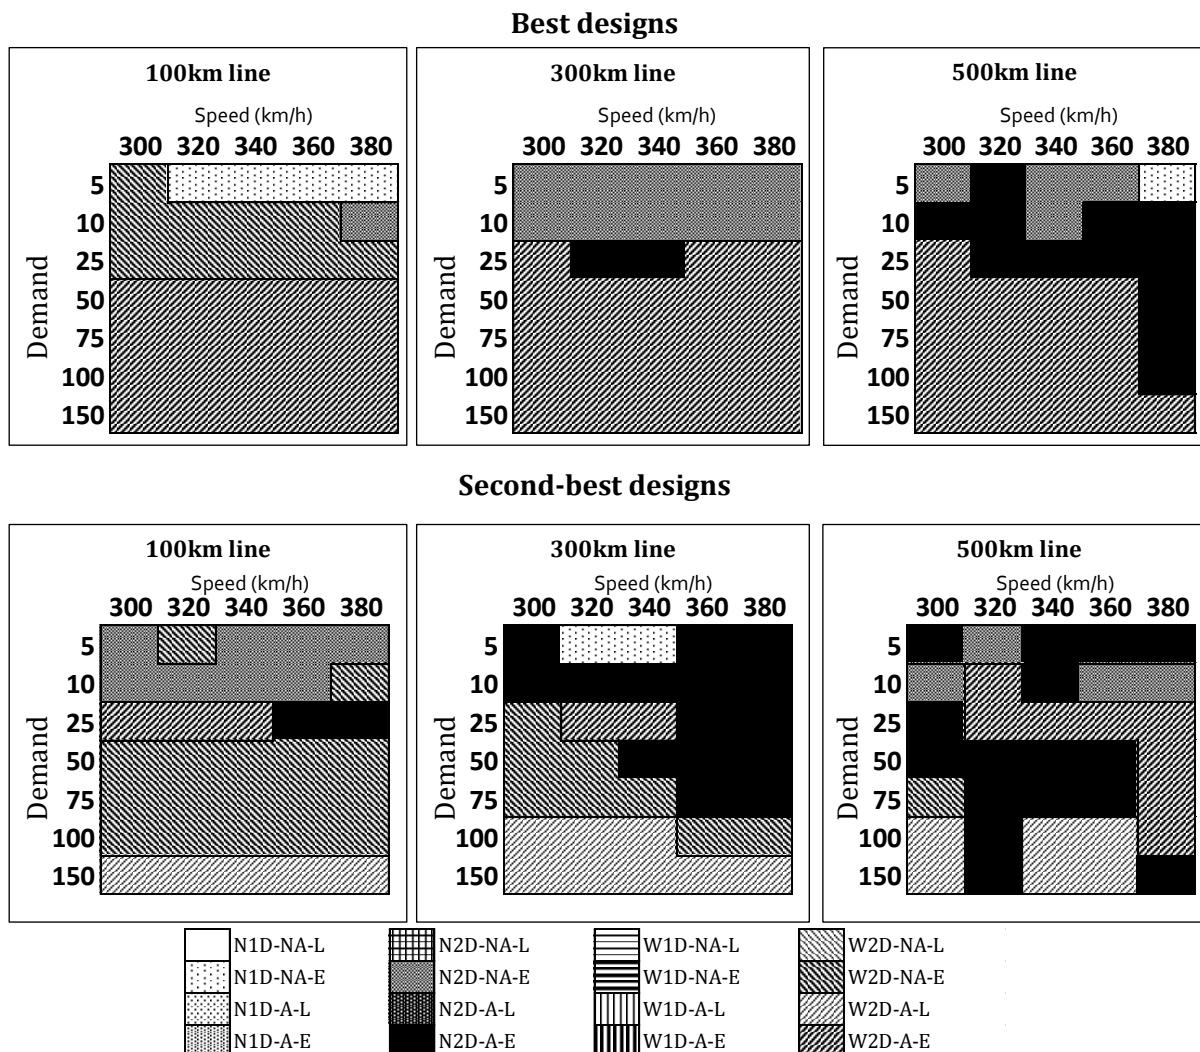 Best designs
100km line
Speed (km/h)
300 320 340 360 380
Demand
5
10
25
50
75
100
150
300km line
Speed (km/h)
300 320 340 360 380
Demand
5
10
25
50
75
100
150
500km line
Speed (km/h)
300 320 340 360 380
Demand
5
10
25
50
75
100
150
Second-best designs
100km line
Speed (km/h)
300 320 340 360 380
Demand
5
10
25
50
75
100
150
300km line
Speed (km/h)
300 320 340 360 380
Demand
5
10
25
50
75
100
150
500km line
Speed (km/h)
300 320 340 360 380
Demand
5
10
25
50
75
100
150
N1D-NA-L N2D-NA-L W1D-NA-L W2D-NA-L
N1D-NA-E N2D-NA-E W1D-NA-E W2D-NA-E
N1D-A-L N2D-A-L W1D-A-L W2D-A-L
N1D-A-E N2D-A-E W1D-A-E W2D-A-E